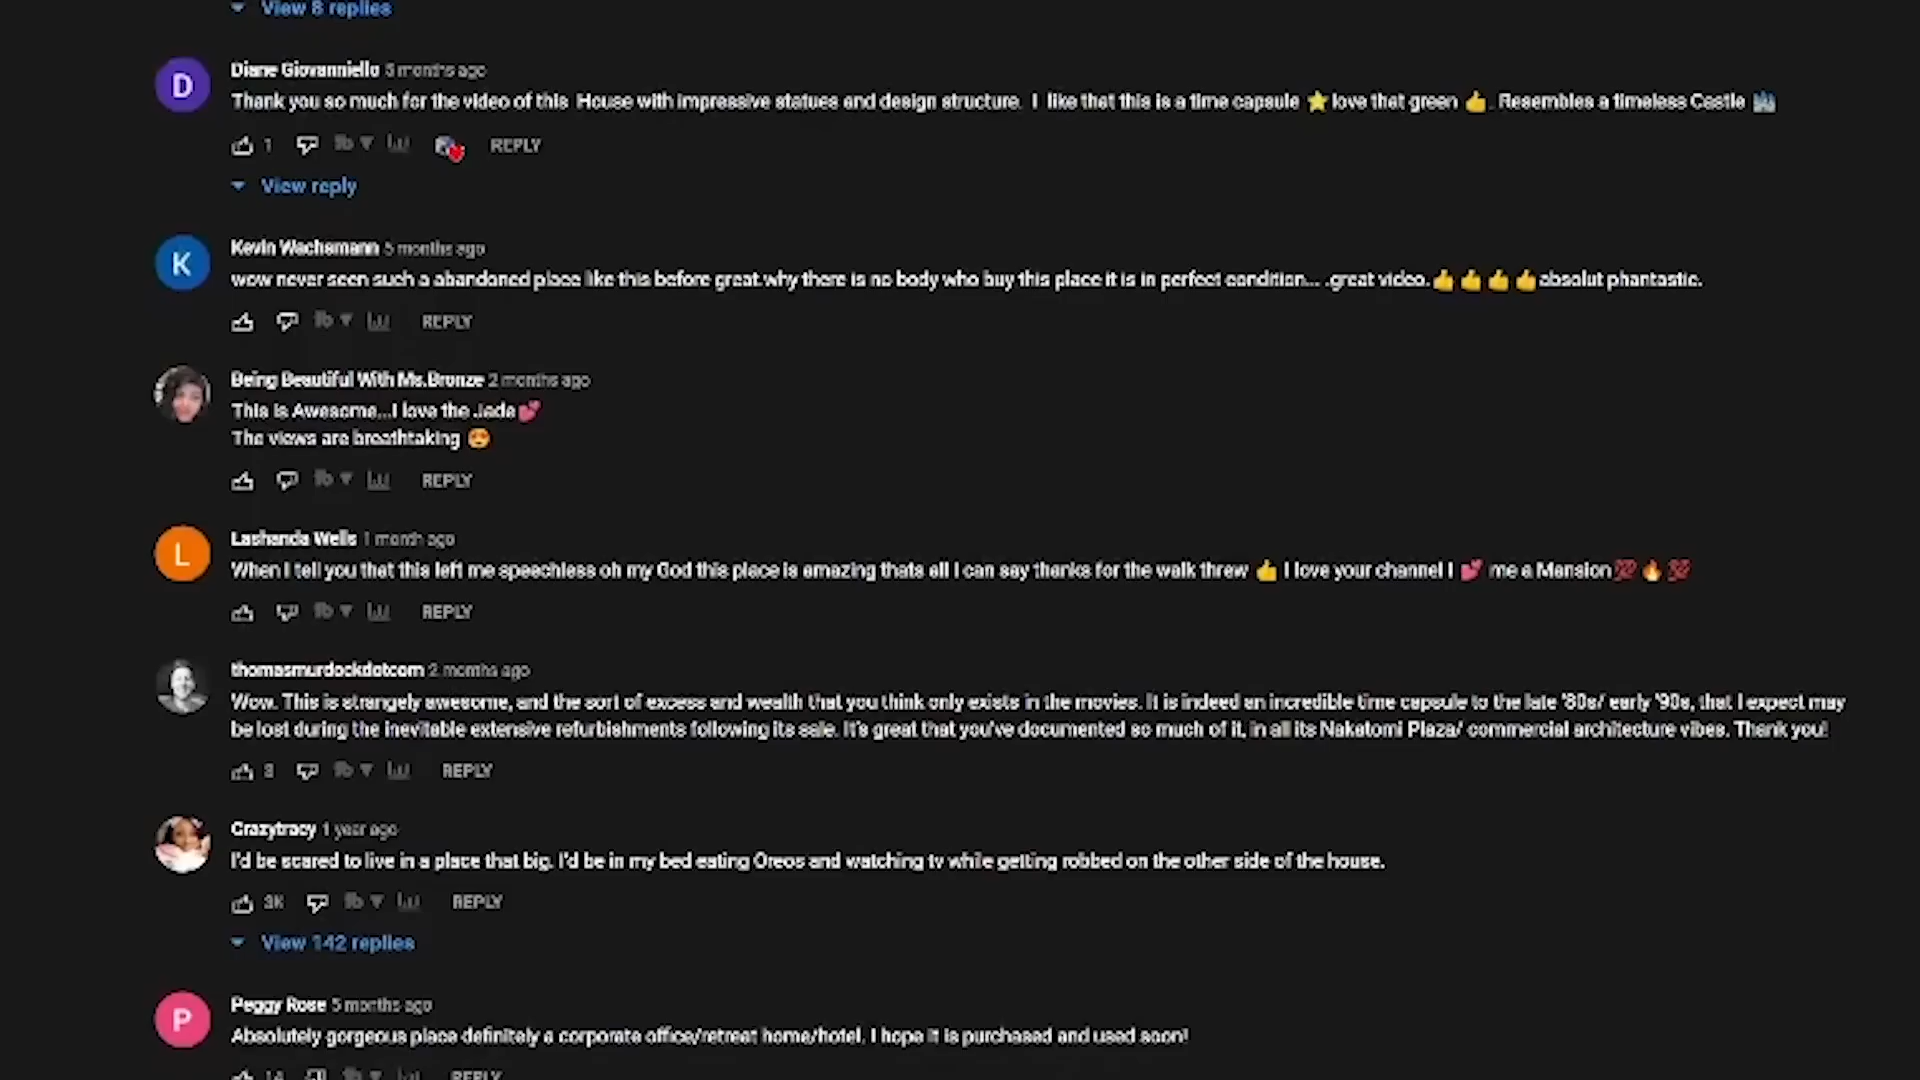 View 8 replies
D
Diane Giovanniello 5 months ago
Thank you so much for the video of this House with impressive statues and design structure. I like that this is a time capsule ⭐ love that green 👍. Resembles a timeless Castle 🏰
1 REPLY
View reply
K
Kevin Wachsmann 5 months ago
wow never seen such a abandoned place like this before great.why there is no body who buy this place it is in perfect condition... .great video.👍👍👍👍absolut phantastic.
REPLY
Being Beautiful With Ms.Bronze 2 months ago
This is Awesome...I love the Jade💕
The views are breathtaking 😍
REPLY
L
Lashanda Wells 1 month ago
When I tell you that this left me speechless oh my God this place is amazing thats all I can say thanks for the walk threw 👍 I love your channel I 💕 me a Mansion💯🔥💯
REPLY
thomasmurdockdotcom 2 months ago
Wow. This is strangely awesome, and the sort of excess and wealth that you think only exists in the movies. It is indeed an incredible time capsule to the late '80s/ early '90s, that I expect may
be lost during the inevitable extensive refurbishments following its sale. It's great that you've documented so much of it, in all its Nakatomi Plaza/ commercial architecture vibes. Thank you!
3 REPLY
Crazytracy 1 year ago
I'd be scared to live in a place that big. I'd be in my bed eating Oreos and watching tv while getting robbed on the other side of the house.
3K REPLY
View 142 replies
P
Peggy Rose 5 months ago
Absolutely gorgeous place definitely a corporate office/retreat home/hotel. I hope it is purchased and used soon!
14 REPLY